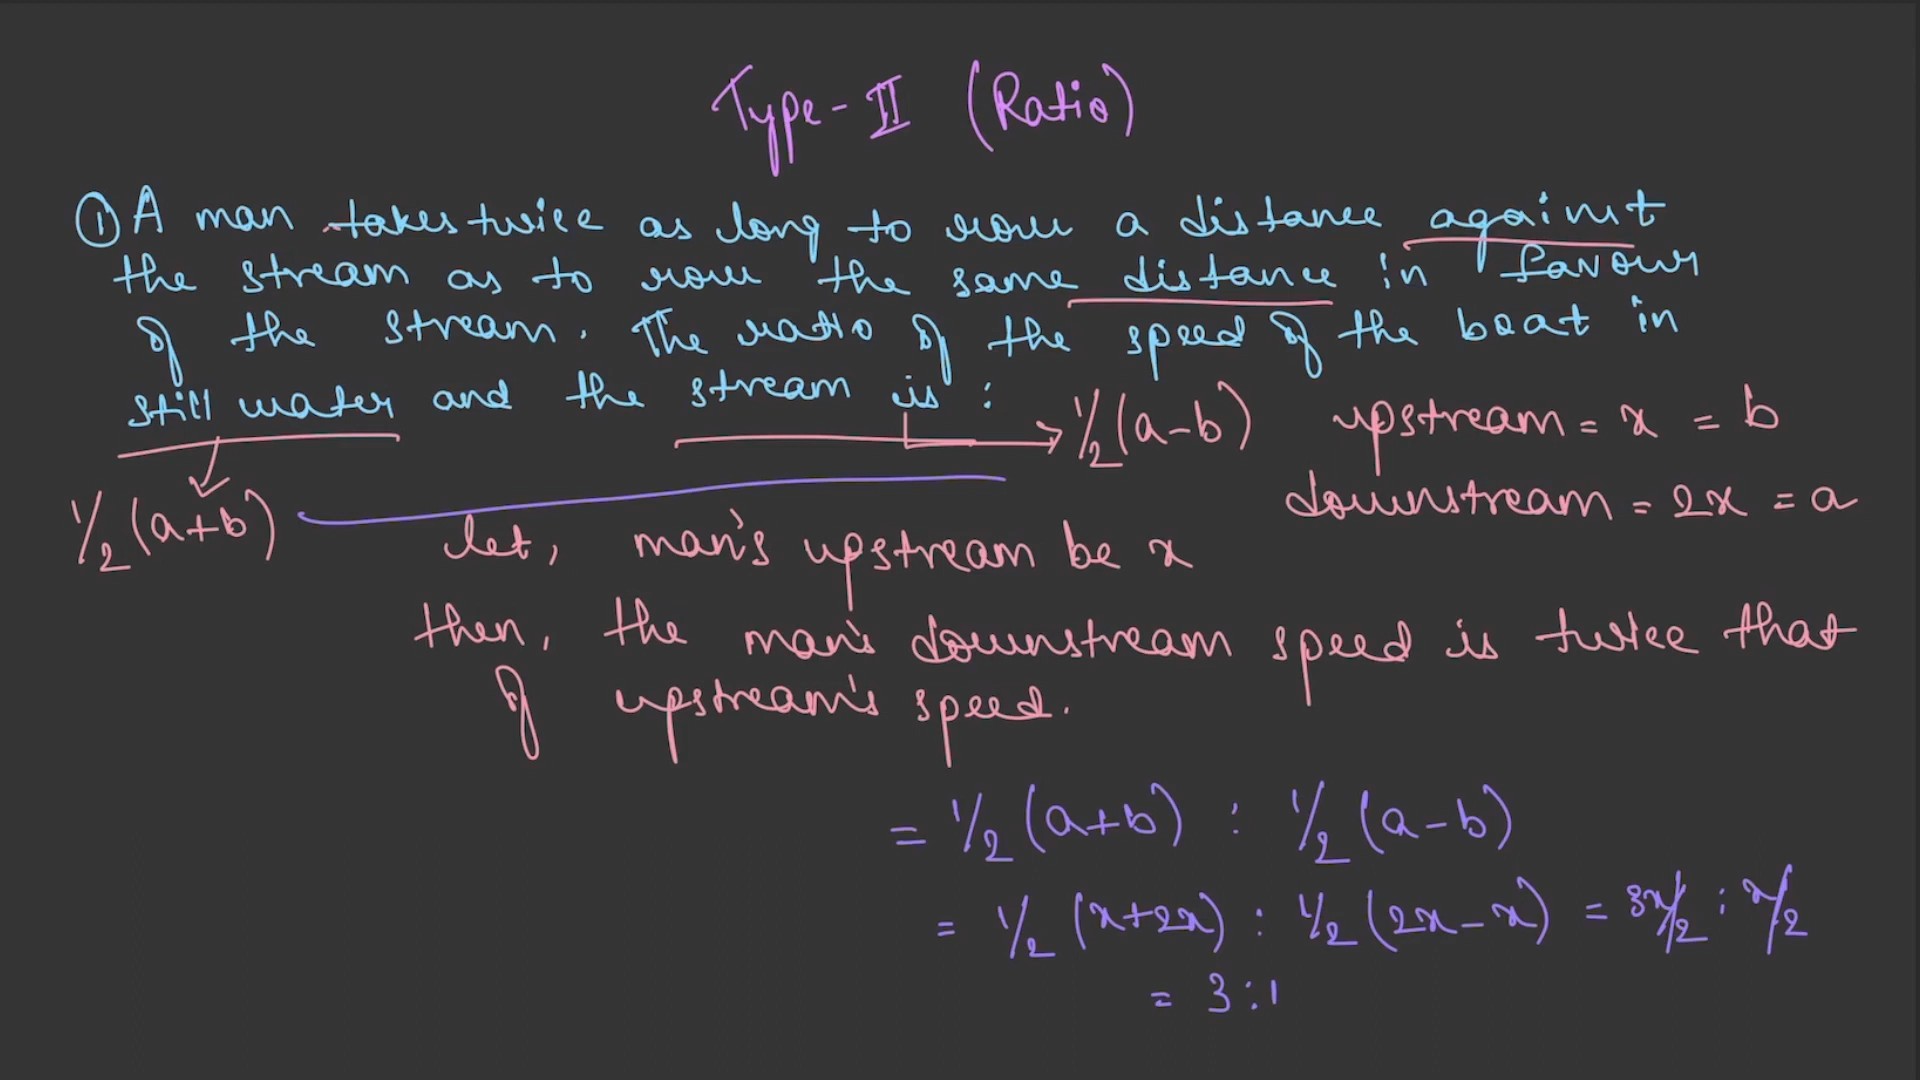 Type-II (Ratio)
① A man takes twice as long to row a distance against
the stream as to row the same distance in favour
of the stream. The ratio of the speed of the boat in
still water and the stream is :
1/2 (a-b)
upstream = x = b
downstream = 2x = a
1/2 (a+b)
let, man's upstream be x
then, the man's downstream speed is twice that
of upstream's speed.
= 1/2 (a+b) : 1/2 (a-b)
= 1/2 (x+2x) : 1/2 (2x-x) = 3x/2 : x/2
= 3:1